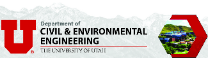 U
Department of
CIVIL & ENVIRONMENTAL
ENGINEERING
THE UNIVERSITY OF UTAH